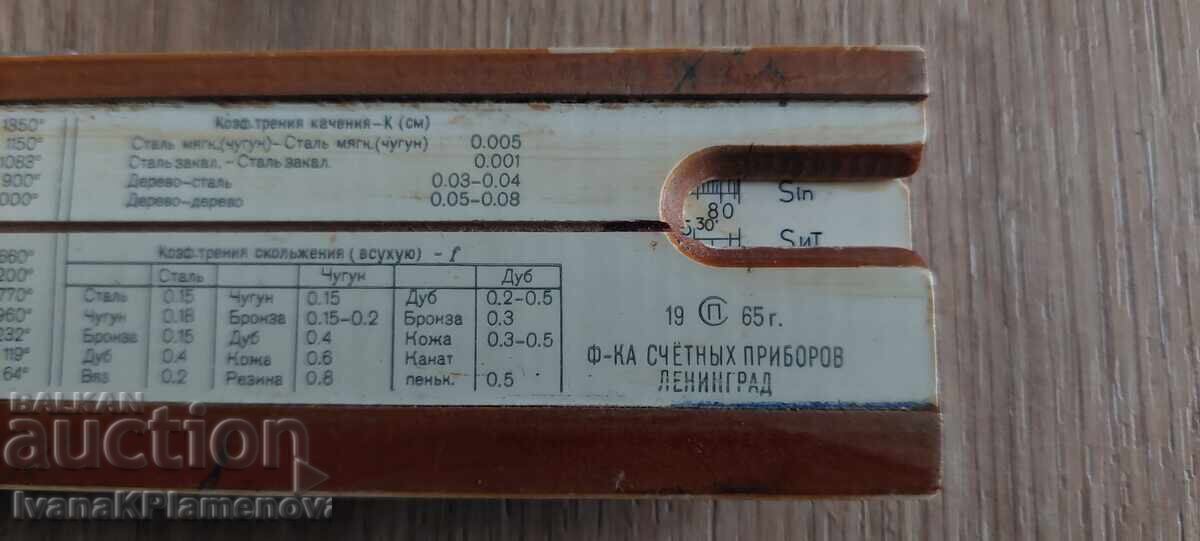 1350° Коэф.трения качения-К (см)
1150° Сталь мягк.(чугун)- Сталь мягк.(чугун) 0.005
1083° Сталь закал. - Сталь закал. 0.001
900° Дерево-сталь 0.03-0.04
000° Дерево-дерево 0.05-0.08
Sin
80
30'
SиT
660° Коэф.трения скольжения (всухую) - f
200° Сталь Чугун Дуб
770° Сталь 0.15 Чугун 0.15 Дуб 0.2-0.5
960° Чугун 0.18 Бронза 0.15-0.2 Бронза 0.3
232° Бронза 0.15 Дуб 0.4 Кожа 0.3-0.5
119° Дуб 0.4 Кожа 0.6 Канат
64° Вяз 0.2 Резина 0.8 пеньк. 0.5
19 СП 65 г.
Ф-КА СЧЁТНЫХ ПРИБОРОВ
ЛЕНИНГРАД
BALKAN
auction
IvanaKPlamenova